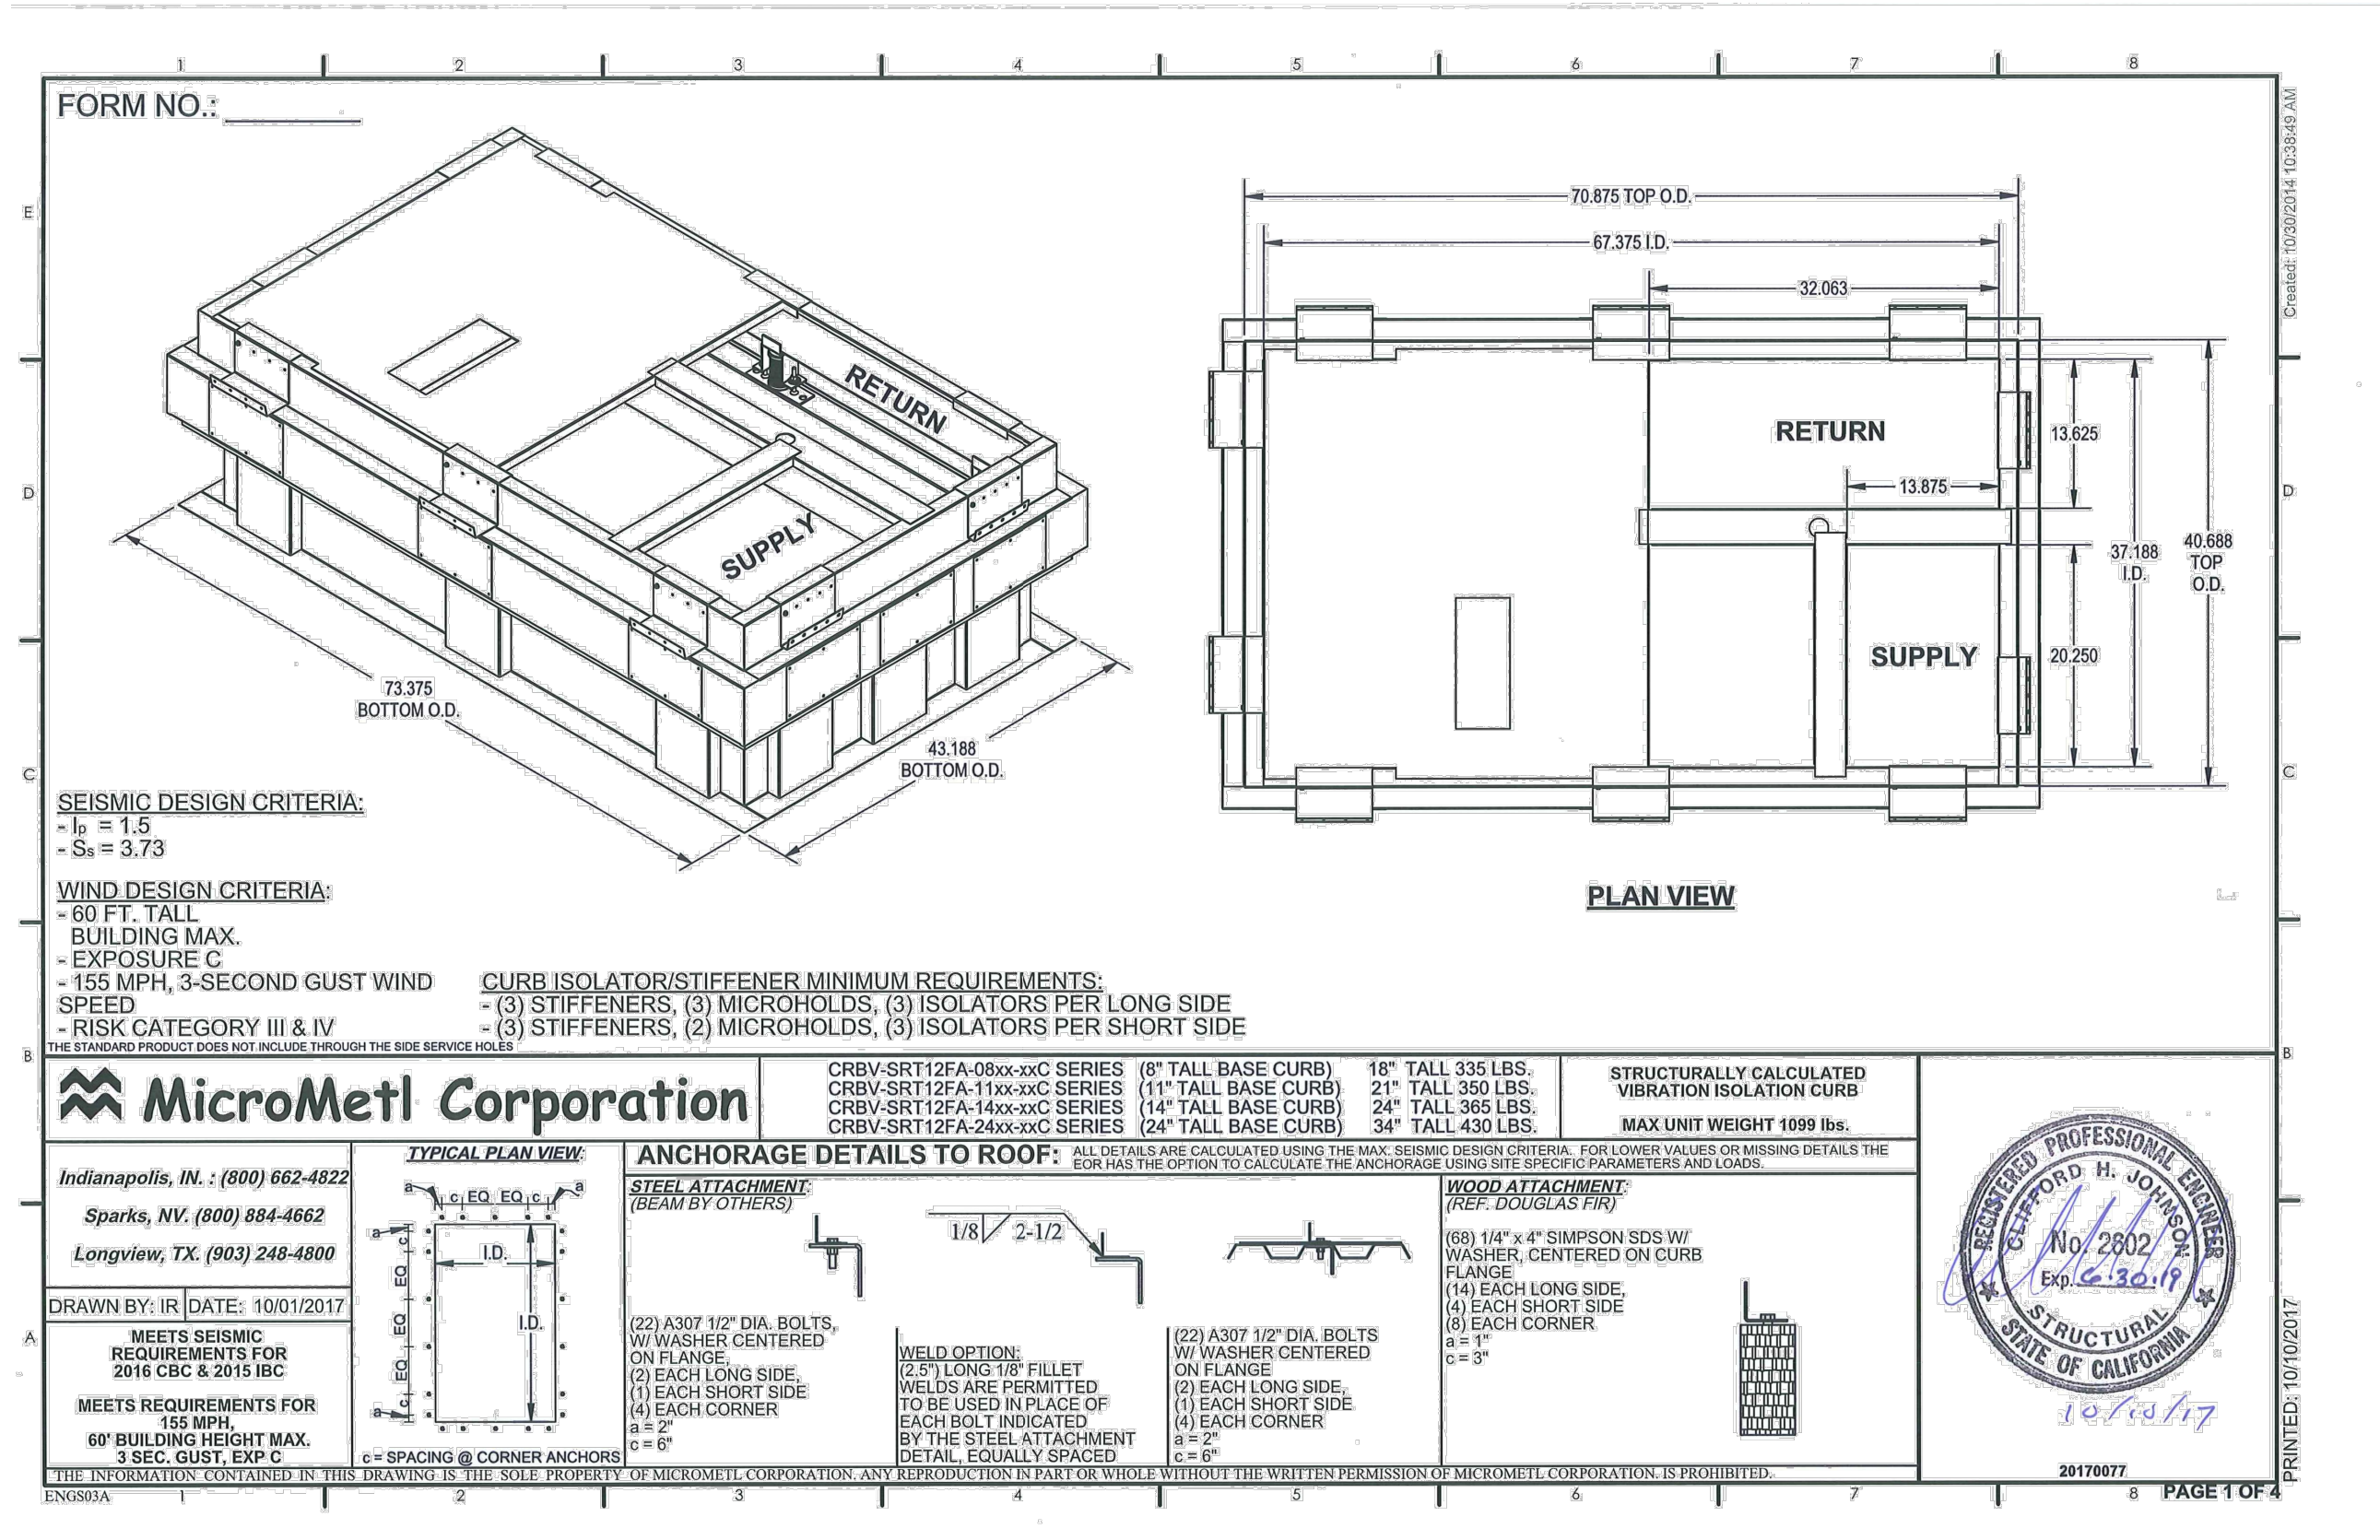 1 2 3 4 5 6 7 8
FORM NO.:
RETURN
SUPPLY
73.375
BOTTOM O.D.
43.188
BOTTOM O.D.
70.875 TOP O.D.
67.375 I.D.
32.063
RETURN
13.625
13.875
37.188
I.D.
40.688
TOP
O.D.
20.250
SUPPLY
PLAN VIEW
E
D
C
B
A
E
D
C
B
Created: 10/30/2014 10:38:49 AM
PRINTED: 10/10/2017
SEISMIC DESIGN CRITERIA:
- Ip = 1.5
- Ss = 3.73
WIND DESIGN CRITERIA:
- 60 FT. TALL
BUILDING MAX.
- EXPOSURE C
- 155 MPH, 3-SECOND GUST WIND
SPEED
- RISK CATEGORY III & IV
THE STANDARD PRODUCT DOES NOT INCLUDE THROUGH THE SIDE SERVICE HOLES
CURB ISOLATOR/STIFFENER MINIMUM REQUIREMENTS:
- (3) STIFFENERS, (3) MICROHOLDS, (3) ISOLATORS PER LONG SIDE
- (3) STIFFENERS, (2) MICROHOLDS, (3) ISOLATORS PER SHORT SIDE
MicroMetl Corporation
CRBV-SRT12FA-08xx-xxC SERIES (8" TALL BASE CURB) 18" TALL 335 LBS.
CRBV-SRT12FA-11xx-xxC SERIES (11" TALL BASE CURB) 21" TALL 350 LBS.
CRBV-SRT12FA-14xx-xxC SERIES (14" TALL BASE CURB) 24" TALL 365 LBS.
CRBV-SRT12FA-24xx-xxC SERIES (24" TALL BASE CURB) 34" TALL 430 LBS.
STRUCTURALLY CALCULATED
VIBRATION ISOLATION CURB
MAX UNIT WEIGHT 1099 lbs.
Indianapolis, IN. : (800) 662-4822
Sparks, NV. (800) 884-4662
Longview, TX. (903) 248-4800
DRAWN BY: IR DATE: 10/01/2017
MEETS SEISMIC
REQUIREMENTS FOR
2016 CBC & 2015 IBC
MEETS REQUIREMENTS FOR
155 MPH,
60' BUILDING HEIGHT MAX.
3 SEC. GUST, EXP C
TYPICAL PLAN VIEW:
a c EQ EQ c a
a
c
EQ
EQ
EQ
c
a
I.D.
I.D.
c = SPACING @ CORNER ANCHORS
ANCHORAGE DETAILS TO ROOF:
ALL DETAILS ARE CALCULATED USING THE MAX. SEISMIC DESIGN CRITERIA. FOR LOWER VALUES OR MISSING DETAILS THE
EOR HAS THE OPTION TO CALCULATE THE ANCHORAGE USING SITE SPECIFIC PARAMETERS AND LOADS.
STEEL ATTACHMENT:
(BEAM BY OTHERS)
1/8 2-1/2
(22) A307 1/2" DIA. BOLTS,
W/ WASHER CENTERED
ON FLANGE,
(2) EACH LONG SIDE,
(1) EACH SHORT SIDE
(4) EACH CORNER
a = 2"
c = 6"
WELD OPTION:
(2.5") LONG 1/8" FILLET
WELDS ARE PERMITTED
TO BE USED IN PLACE OF
EACH BOLT INDICATED
BY THE STEEL ATTACHMENT
DETAIL, EQUALLY SPACED
(22) A307 1/2" DIA. BOLTS
W/ WASHER CENTERED
ON FLANGE
(2) EACH LONG SIDE,
(1) EACH SHORT SIDE
(4) EACH CORNER
a = 2"
c = 6"
WOOD ATTACHMENT:
(REF. DOUGLAS FIR)
(68) 1/4" x 4" SIMPSON SDS W/
WASHER, CENTERED ON CURB
FLANGE
(14) EACH LONG SIDE,
(4) EACH SHORT SIDE
(8) EACH CORNER
a = 1"
c = 3"
REGISTERED PROFESSIONAL ENGINEER
CLIFFORD H. JOHNSON
No. 2602
Exp. 6.30.19
STRUCTURAL
STATE OF CALIFORNIA
10/10/17
20170077
THE INFORMATION CONTAINED IN THIS DRAWING IS THE SOLE PROPERTY OF MICROMETL CORPORATION. ANY REPRODUCTION IN PART OR WHOLE WITHOUT THE WRITTEN PERMISSION OF MICROMETL CORPORATION. IS PROHIBITED.
ENGS03A 1 2 3 4 5 6 7 8 PAGE 1 OF 4